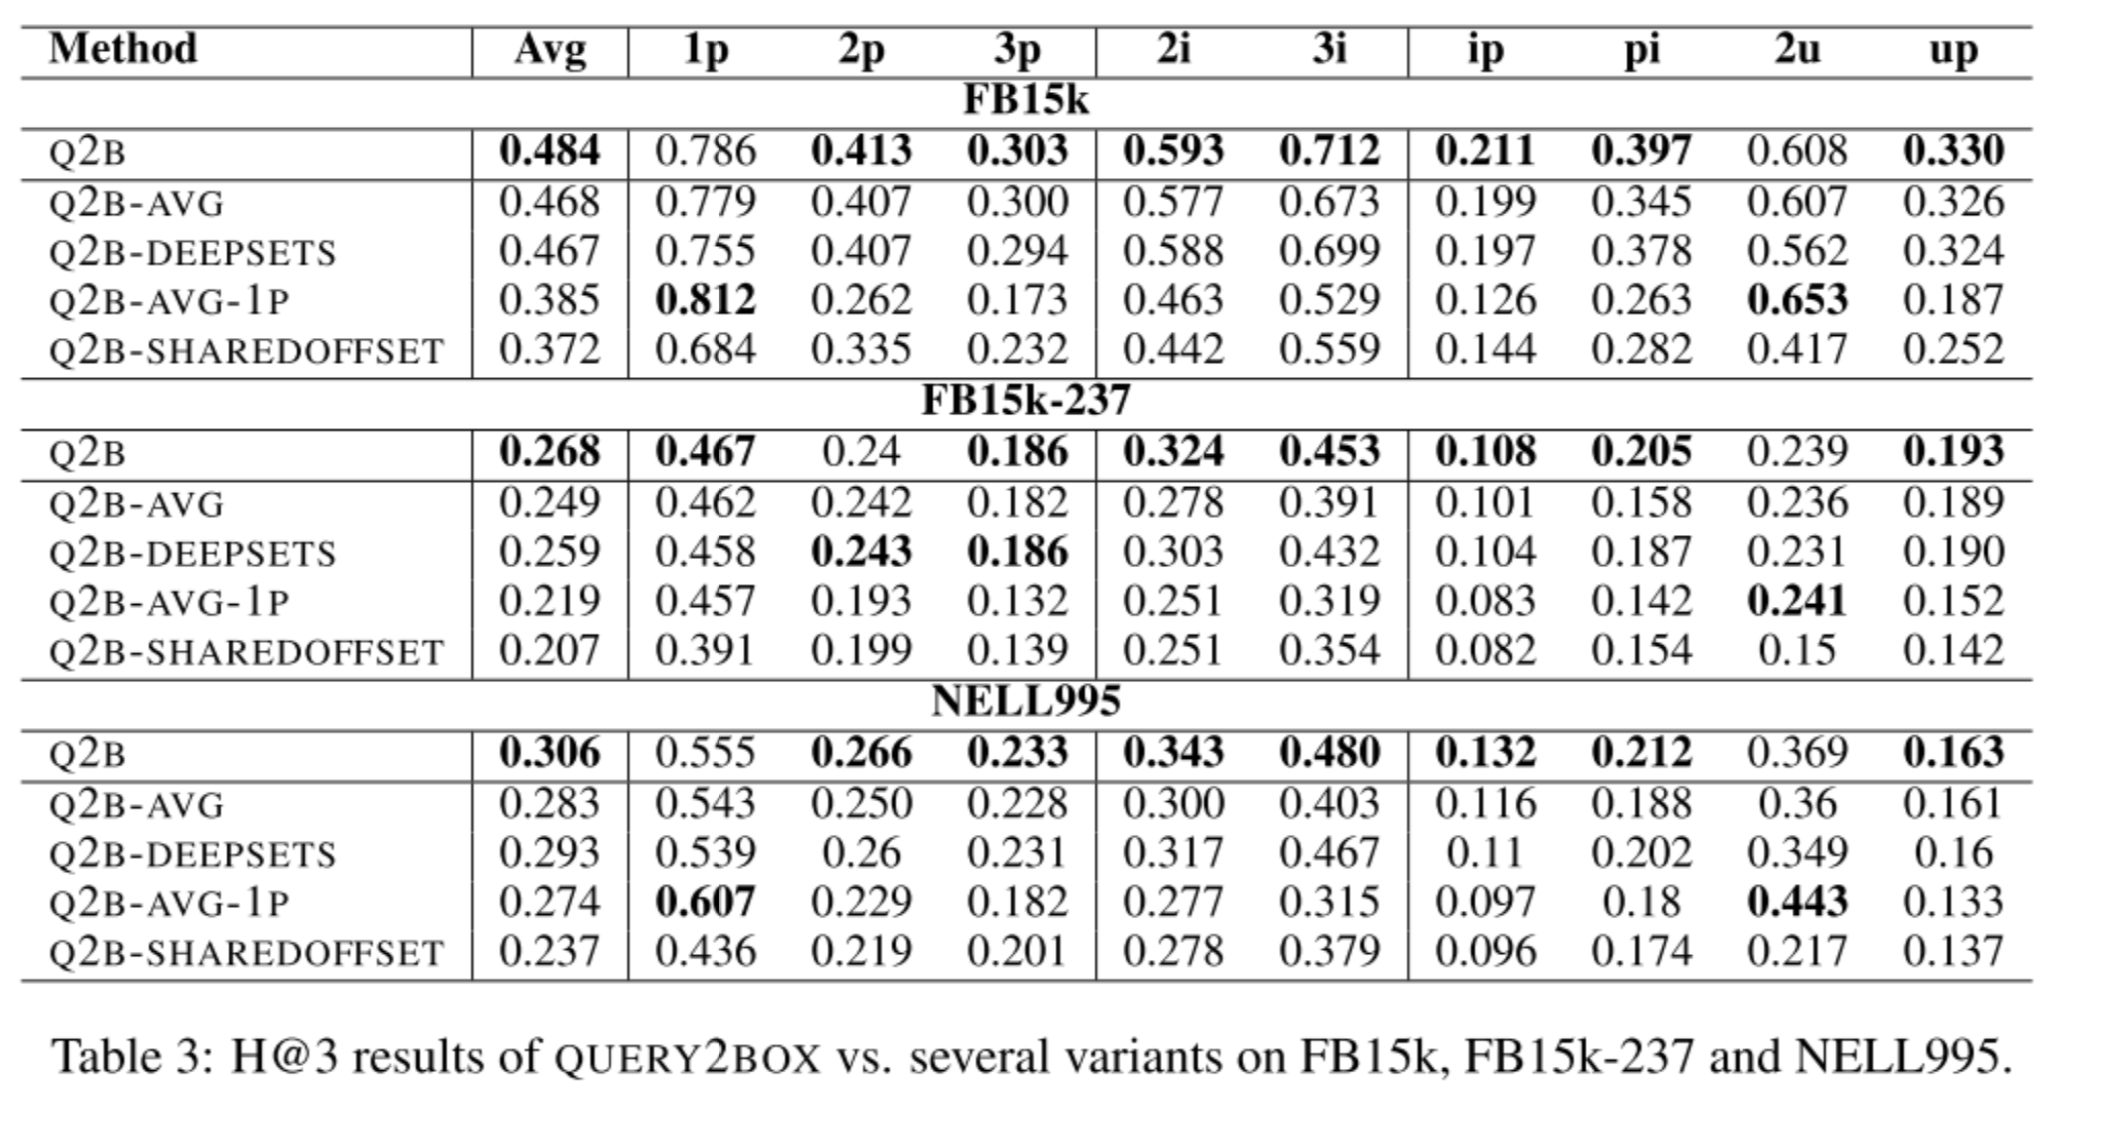 Method Avg 1p 2p 3p 2i 3i ip pi 2u up
FB15k
Q2B 0.484 0.786 0.413 0.303 0.593 0.712 0.211 0.397 0.608 0.330
Q2B-AVG 0.468 0.779 0.407 0.300 0.577 0.673 0.199 0.345 0.607 0.326
Q2B-DEEPSETS 0.467 0.755 0.407 0.294 0.588 0.699 0.197 0.378 0.562 0.324
Q2B-AVG-1P 0.385 0.812 0.262 0.173 0.463 0.529 0.126 0.263 0.653 0.187
Q2B-SHAREDOFFSET 0.372 0.684 0.335 0.232 0.442 0.559 0.144 0.282 0.417 0.252
FB15k-237
Q2B 0.268 0.467 0.24 0.186 0.324 0.453 0.108 0.205 0.239 0.193
Q2B-AVG 0.249 0.462 0.242 0.182 0.278 0.391 0.101 0.158 0.236 0.189
Q2B-DEEPSETS 0.259 0.458 0.243 0.186 0.303 0.432 0.104 0.187 0.231 0.190
Q2B-AVG-1P 0.219 0.457 0.193 0.132 0.251 0.319 0.083 0.142 0.241 0.152
Q2B-SHAREDOFFSET 0.207 0.391 0.199 0.139 0.251 0.354 0.082 0.154 0.15 0.142
NELL995
Q2B 0.306 0.555 0.266 0.233 0.343 0.480 0.132 0.212 0.369 0.163
Q2B-AVG 0.283 0.543 0.250 0.228 0.300 0.403 0.116 0.188 0.36 0.161
Q2B-DEEPSETS 0.293 0.539 0.26 0.231 0.317 0.467 0.11 0.202 0.349 0.16
Q2B-AVG-1P 0.274 0.607 0.229 0.182 0.277 0.315 0.097 0.18 0.443 0.133
Q2B-SHAREDOFFSET 0.237 0.436 0.219 0.201 0.278 0.379 0.096 0.174 0.217 0.137
Table 3: H@3 results of QUERY2BOX vs. several variants on FB15k, FB15k-237 and NELL995.